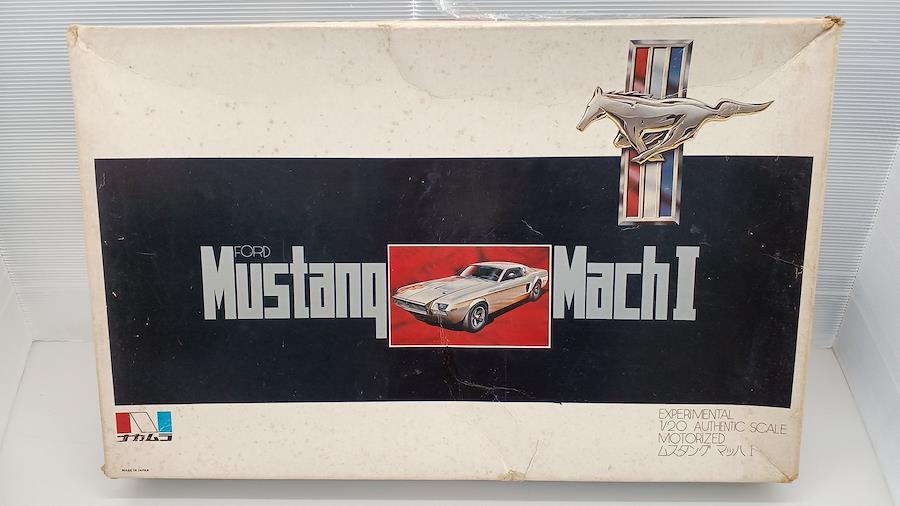 FORD
Mustang Mach I
EXPERIMENTAL
1/20 AUTHENTIC SCALE
MOTORIZED
ムスタング マッハ I
ナカムラ
MADE IN JAPAN